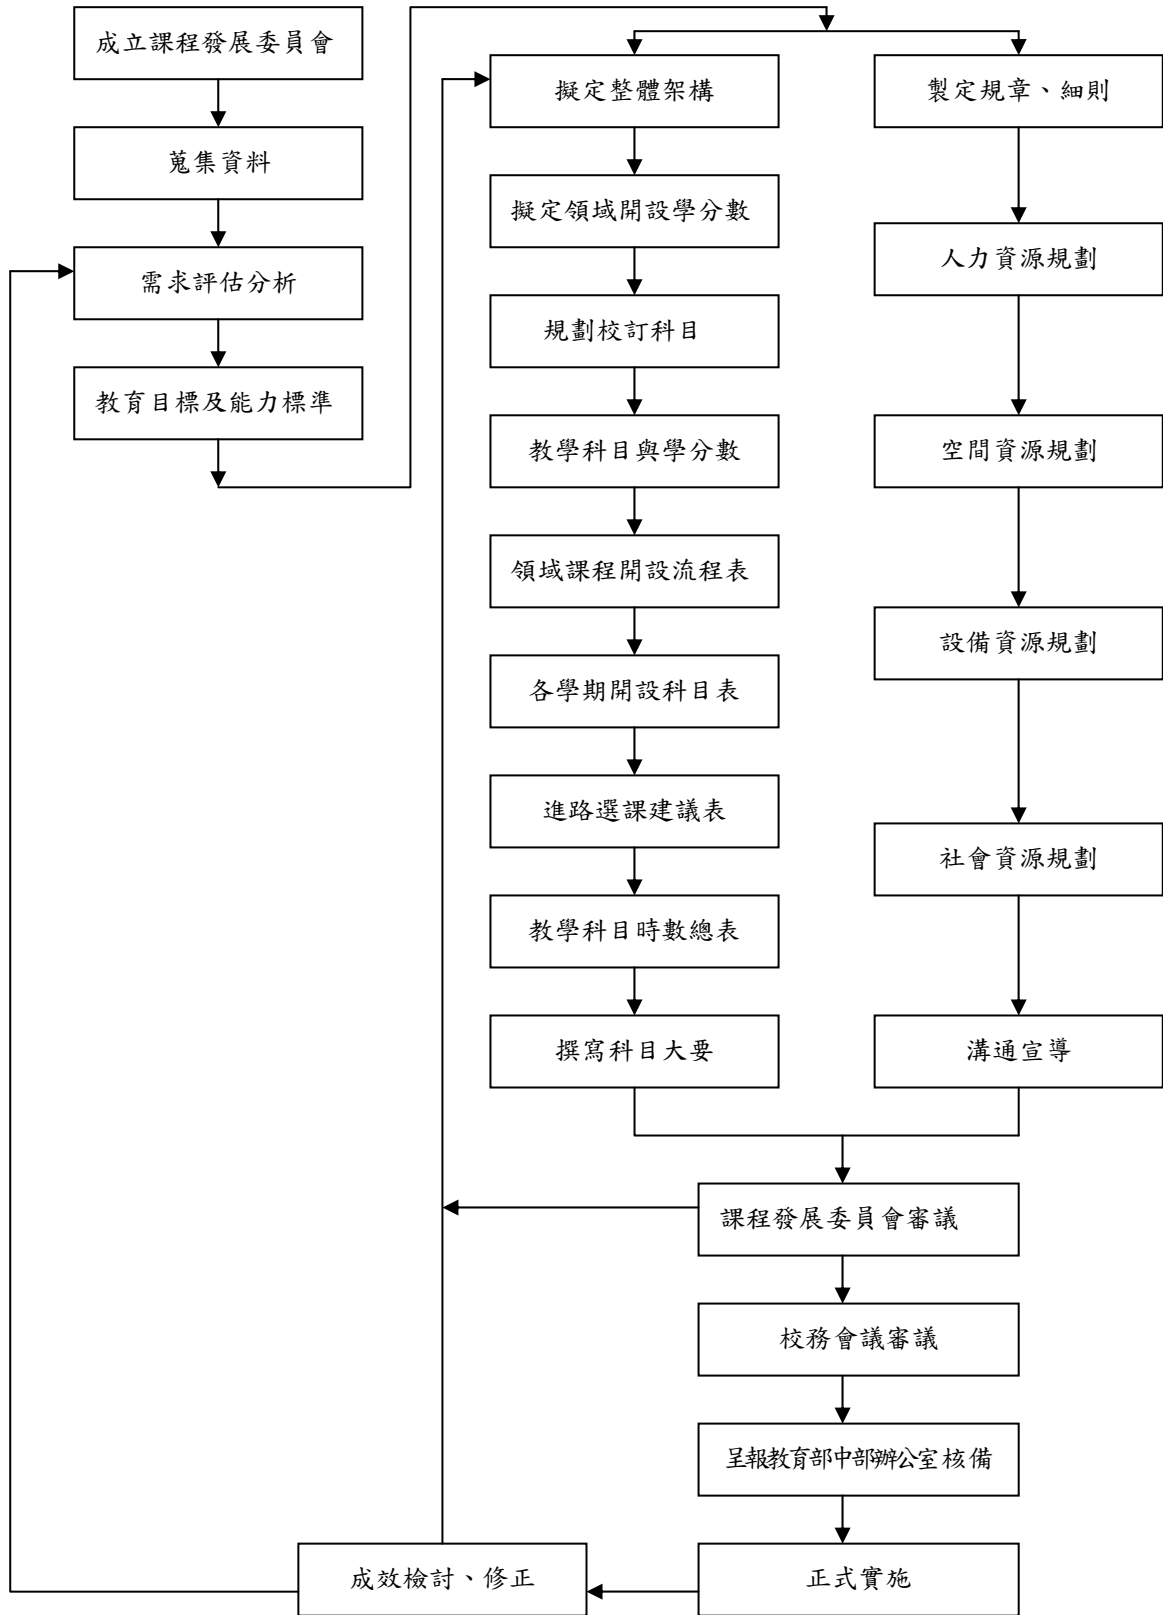 成立課程發展委員會
蒐集資料
需求評估分析
教育目標及能力標準
擬定整體架構
擬定領域開設學分數
規劃校訂科目
教學科目與學分數
領域課程開設流程表
各學期開設科目表
進路選課建議表
教學科目時數總表
撰寫科目大要
製定規章、細則
人力資源規劃
空間資源規劃
設備資源規劃
社會資源規劃
溝通宣導
課程發展委員會審議
校務會議審議
呈報教育部中部辦公室核備
正式實施
成效檢討、修正